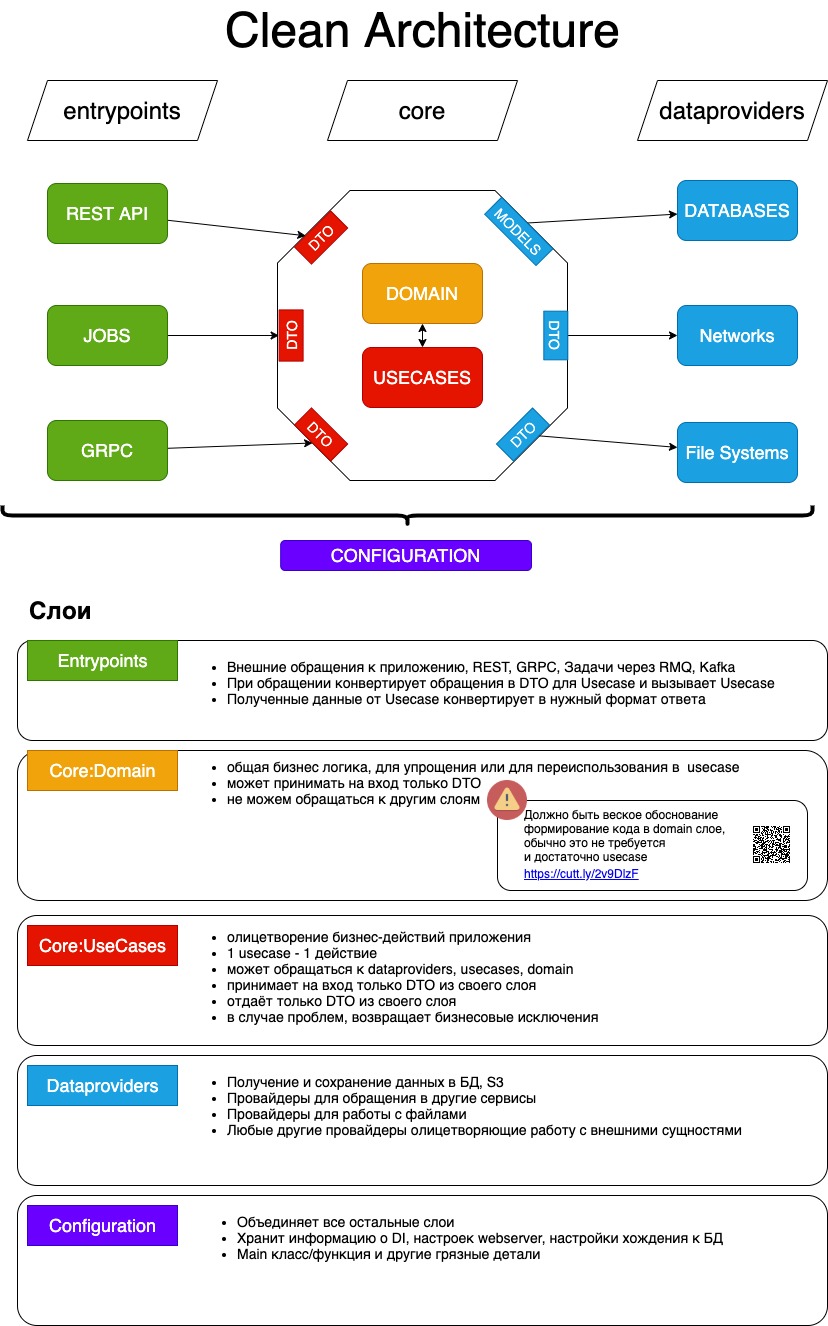 Clean Architecture
entrypoints
core
dataproviders
REST API
DTO
MODELS
DATABASES
DOMAIN
JOBS
DTO
DTO
Networks
USECASES
GRPC
DTO
DTO
File Systems
CONFIGURATION
Слои
Entrypoints
Внешние обращения к приложению, REST, GRPC, Задачи через RMQ, Kafka
При обращении конвертирует обращения в DTO для Usecase и вызывает Usecase
Полученные данные от Usecase конвертирует в нужный формат ответа
Core:Domain
общая бизнес логика, для упрощения или для переиспользования в usecase
может принимать на вход только DTO
не можем обращаться к другим слоям
Должно быть веское обоснование
формирование кода в domain слое,
обычно это не требуется
и достаточно usecase
https://cutt.ly/2v9DlzF
Core:UseCases
олицетворение бизнес-действий приложения
1 usecase - 1 действие
может обращаться к dataproviders, usecases, domain
принимает на вход только DTO из своего слоя
отдаёт только DTO из своего слоя
в случае проблем, возвращает бизнесовые исключения
Dataproviders
Получение и сохранение данных в БД, S3
Провайдеры для обращения в другие сервисы
Провайдеры для работы с файлами
Любые другие провайдеры олицетворяющие работу с внешними сущностями
Configuration
Объединяет все остальные слои
Хранит информацию о DI, настроек webserver, настройки хождения к БД
Main класс/функция и другие грязные детали